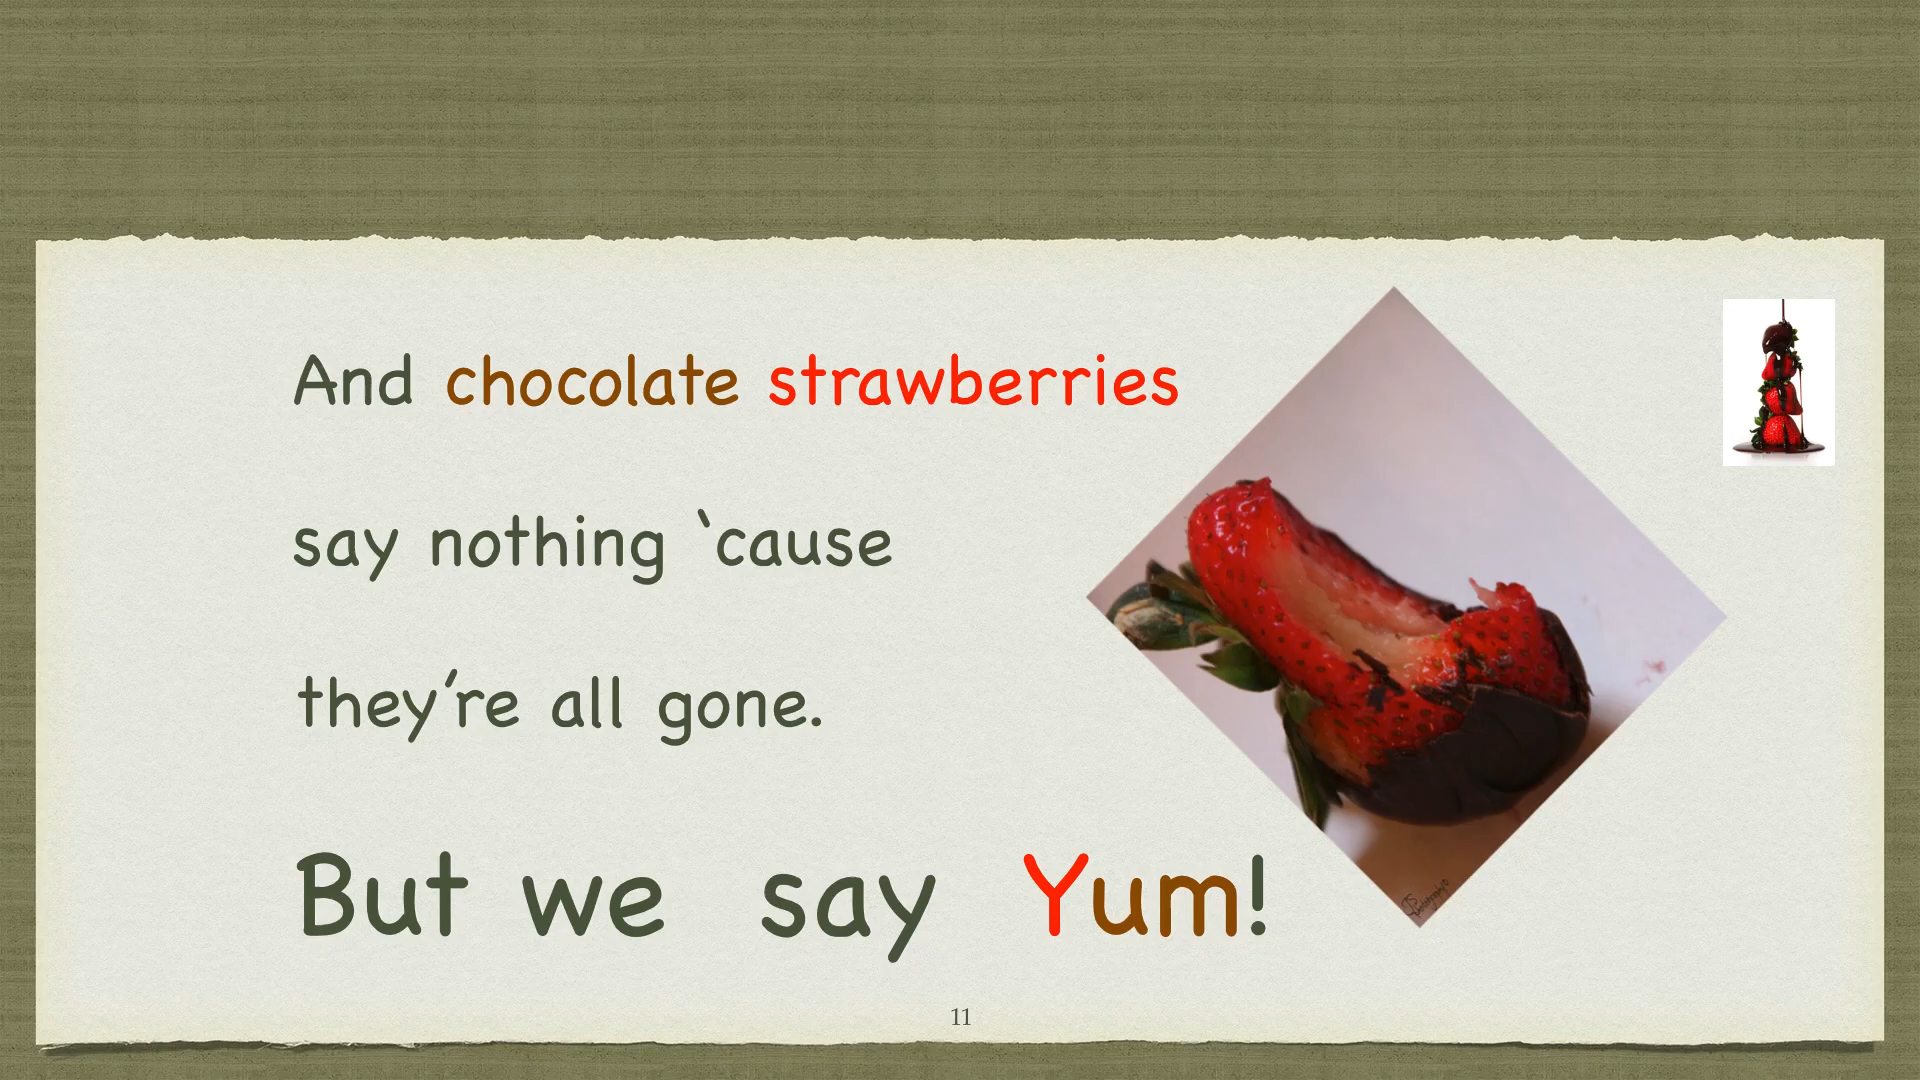 And chocolate strawberries
say nothing ‘cause
they’re all gone.
But we say Yum!
11